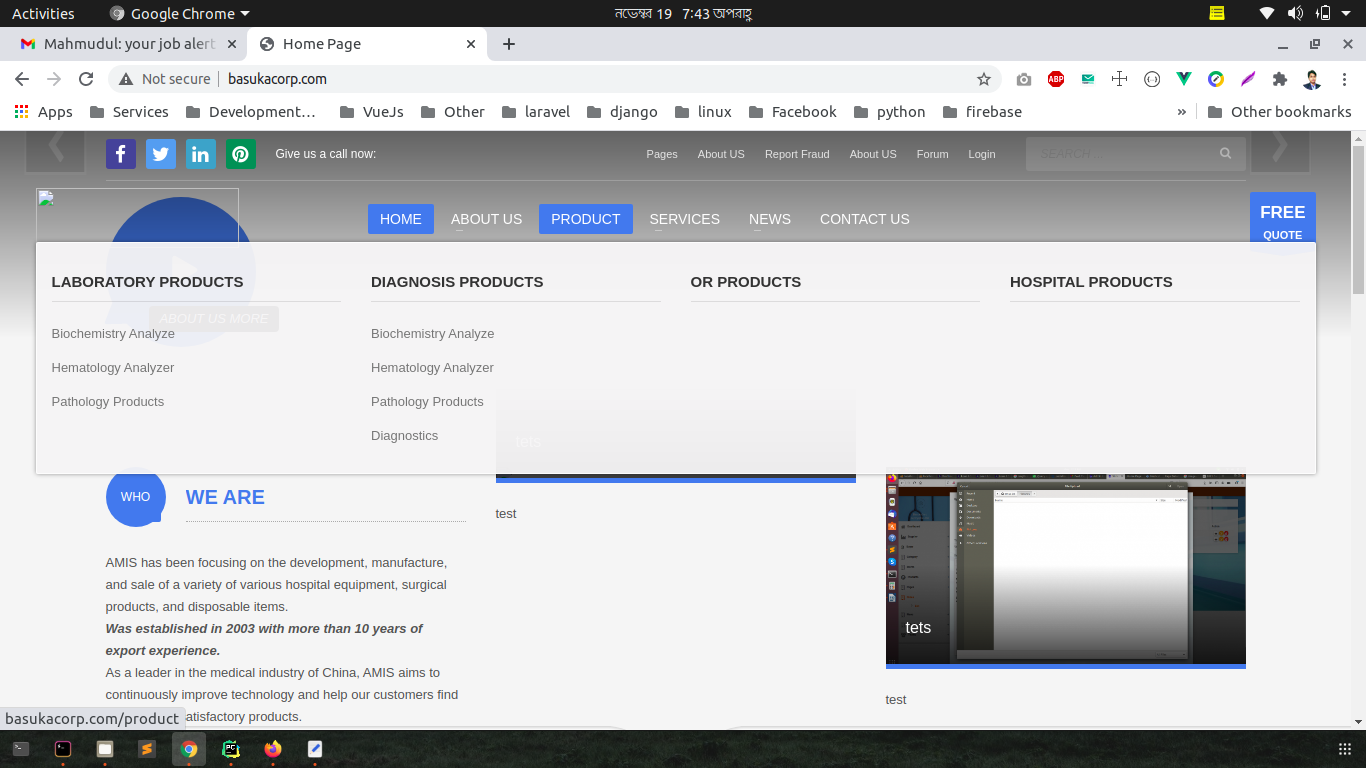 Activities Google Chrome নভেম্বর 19 7:43 অপরাহ্ণ
Mahmudul: your job alert Home Page
Not secure basukacorp.com ABP
Apps Services Development… VueJs Other laravel django linux Facebook python firebase » Other bookmarks
Give us a call now: Pages About US Report Fraud About US Forum Login SEARCH...
HOME ABOUT US PRODUCT SERVICES NEWS CONTACT US
FREE
QUOTE
LABORATORY PRODUCTS DIAGNOSIS PRODUCTS OR PRODUCTS HOSPITAL PRODUCTS
ABOUT US MORE
Biochemistry Analyze Biochemistry Analyze
Hematology Analyzer Hematology Analyzer
Pathology Products Pathology Products
Diagnostics
tets
WHO WE ARE
test
AMIS has been focusing on the development, manufacture,
and sale of a variety of various hospital equipment, surgical
products, and disposable items.
Was established in 2003 with more than 10 years of
export experience.
As a leader in the medical industry of China, AMIS aims to
continuously improve technology and help our customers find
atisfactory products.
tets
test
basukacorp.com/product